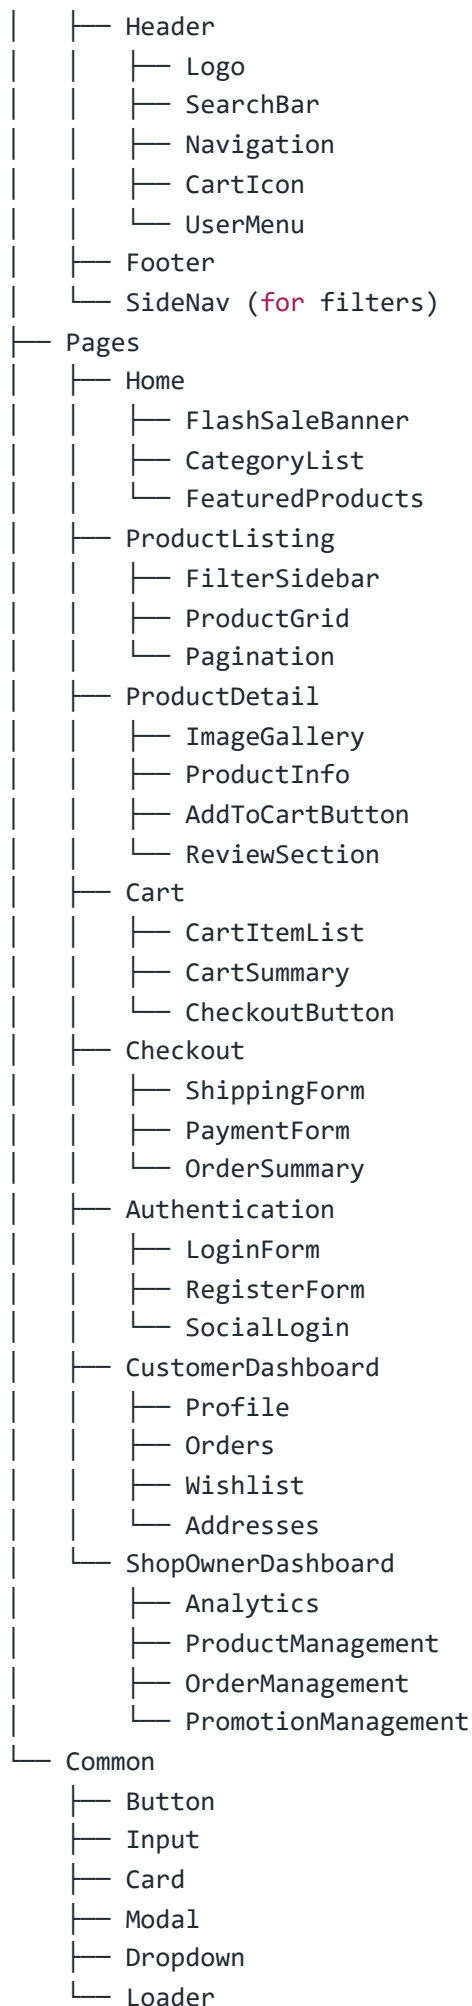 │   ├── Header
│   │   ├── Logo
│   │   ├── SearchBar
│   │   ├── Navigation
│   │   ├── CartIcon
│   │   └── UserMenu
│   ├── Footer
│   └── SideNav (for filters)
├── Pages
│   ├── Home
│   │   ├── FlashSaleBanner
│   │   ├── CategoryList
│   │   └── FeaturedProducts
│   ├── ProductListing
│   │   ├── FilterSidebar
│   │   ├── ProductGrid
│   │   └── Pagination
│   ├── ProductDetail
│   │   ├── ImageGallery
│   │   ├── ProductInfo
│   │   ├── AddToCartButton
│   │   └── ReviewSection
│   ├── Cart
│   │   ├── CartItemList
│   │   ├── CartSummary
│   │   └── CheckoutButton
│   ├── Checkout
│   │   ├── ShippingForm
│   │   ├── PaymentForm
│   │   └── OrderSummary
│   ├── Authentication
│   │   ├── LoginForm
│   │   ├── RegisterForm
│   │   └── SocialLogin
│   ├── CustomerDashboard
│   │   ├── Profile
│   │   ├── Orders
│   │   ├── Wishlist
│   │   └── Addresses
│   └── ShopOwnerDashboard
│       ├── Analytics
│       ├── ProductManagement
│       ├── OrderManagement
│       └── PromotionManagement
└── Common
    ├── Button
    ├── Input
    ├── Card
    ├── Modal
    ├── Dropdown
    └── Loader